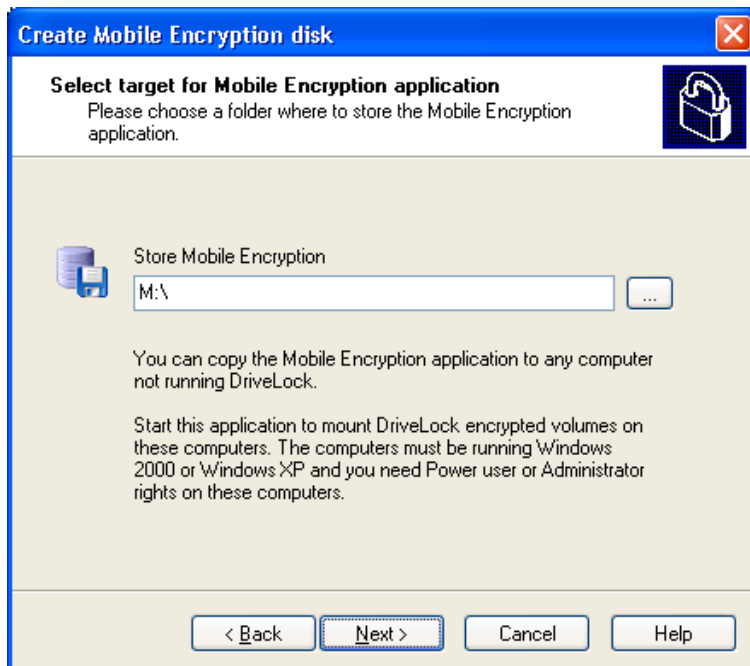 Create Mobile Encryption disk
Select target for Mobile Encryption application
Please choose a folder where to store the Mobile Encryption
application.
Store Mobile Encryption
M:\
...
You can copy the Mobile Encryption application to any computer
not running DriveLock.
Start this application to mount DriveLock encrypted volumes on
these computers. The computers must be running Windows
2000 or Windows XP and you need Power user or Administrator
rights on these computers.
< Back Next > Cancel Help